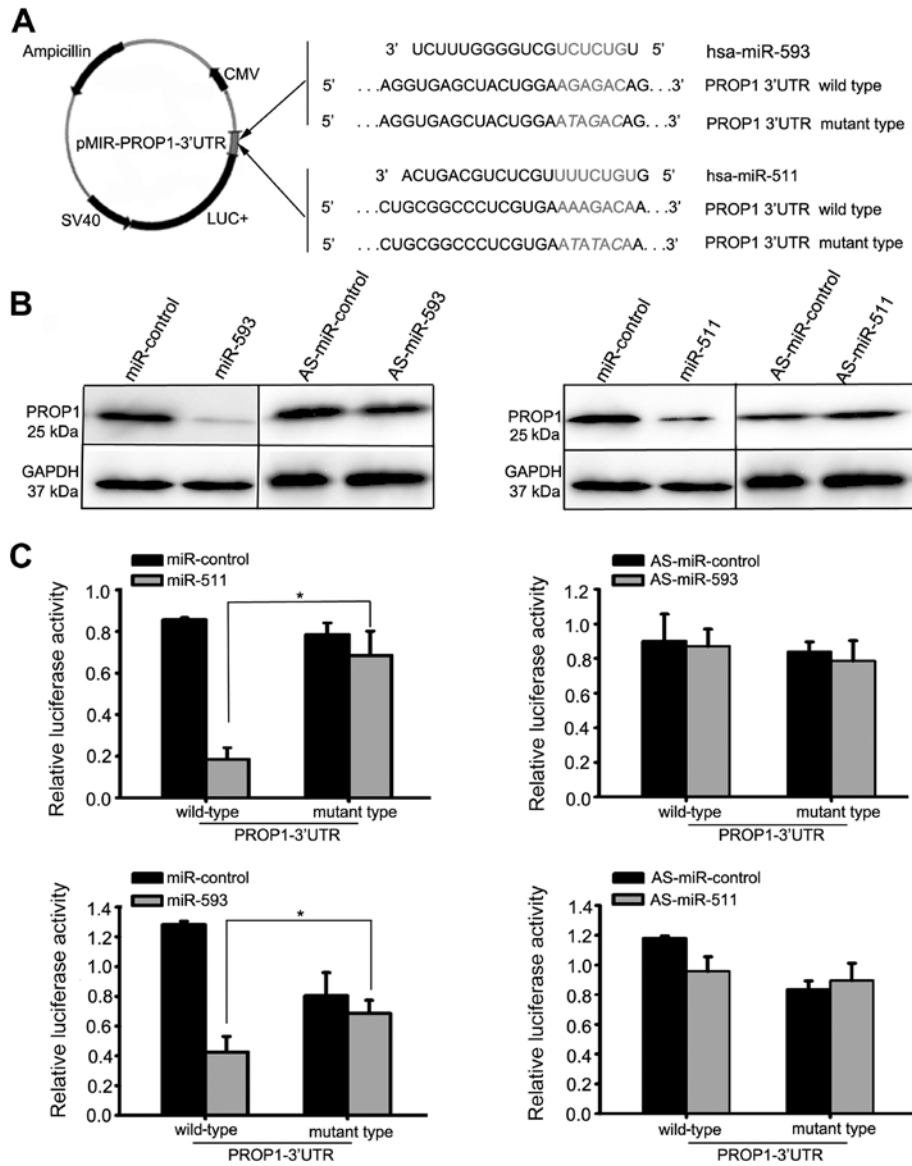 A
Ampicillin
CMV
pMIR-PROP1-3'UTR
SV40
LUC+
3' UCUUUGGGGUCGUCUCUGU 5' hsa-miR-593
5' ...AGGUGAGCUACUGGAAGAGACAG...3' PROP1 3'UTR wild type
5' ...AGGUGAGCUACUGGAATAGACAG...3' PROP1 3'UTR mutant type
3' ACUGACGUCUCGUUUUCUGUG 5' hsa-miR-511
5' ...CUGCGGCCCUCGUGAAAAGACAA...3' PROP1 3'UTR wild type
5' ...CUGCGGCCCUCGUGAATATACAA...3' PROP1 3'UTR mutant type
B
miR-control
miR-593
AS-miR-control
AS-miR-593
PROP1
25 kDa
GAPDH
37 kDa
miR-control
miR-511
AS-miR-control
AS-miR-511
PROP1
25 kDa
GAPDH
37 kDa
C
miR-control
miR-511
Relative luciferase activity
1.0
0.8
0.6
0.4
0.2
0.0
*
wild-type
mutant type
PROP1-3'UTR
AS-miR-control
AS-miR-593
Relative luciferase activity
1.2
1.0
0.8
0.6
0.4
0.2
0.0
wild-type
mutant type
PROP1-3'UTR
miR-control
miR-593
Relative luciferase activity
1.4
1.2
1.0
0.8
0.6
0.4
0.2
0.0
*
wild-type
mutant type
PROP1-3'UTR
AS-miR-control
AS-miR-511
Relative luciferase activity
1.4
1.2
1.0
0.8
0.6
0.4
0.2
0.0
wild-type
mutant type
PROP1-3'UTR